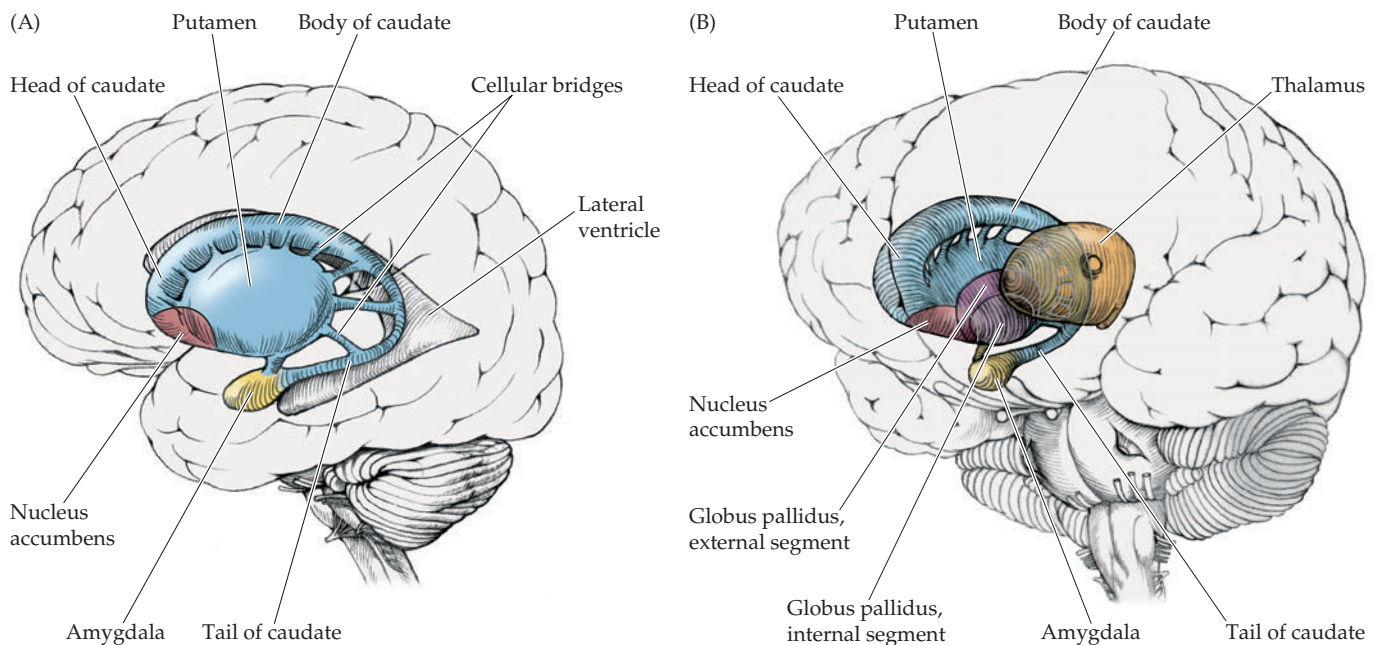 (A)
Putamen
Body of caudate
Head of caudate
Cellular bridges
Lateral
ventricle
Nucleus
accumbens
Amygdala
Tail of caudate
(B)
Putamen
Body of caudate
Head of caudate
Thalamus
Nucleus
accumbens
Globus pallidus,
external segment
Globus pallidus,
internal segment
Amygdala
Tail of caudate